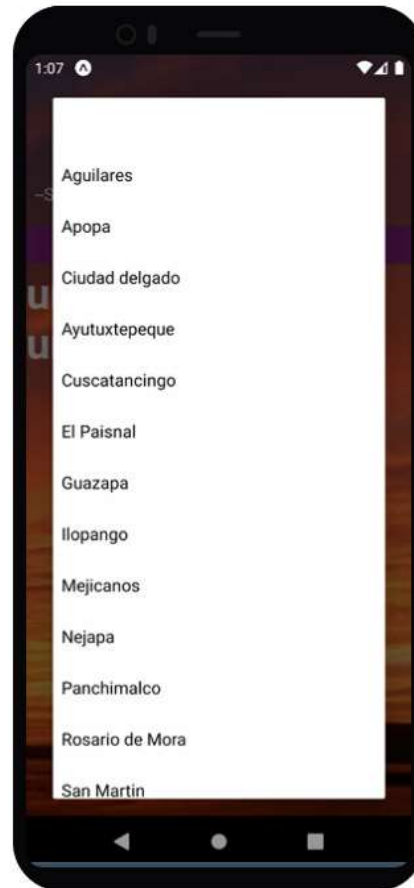 1:07
Aguilares
--S
Apopa
Ciudad delgado
u
Ayutuxtepeque
u
Cuscatancingo
El Paisnal
Guazapa
Ilopango
Mejicanos
Nejapa
Panchimalco
Rosario de Mora
San Martin